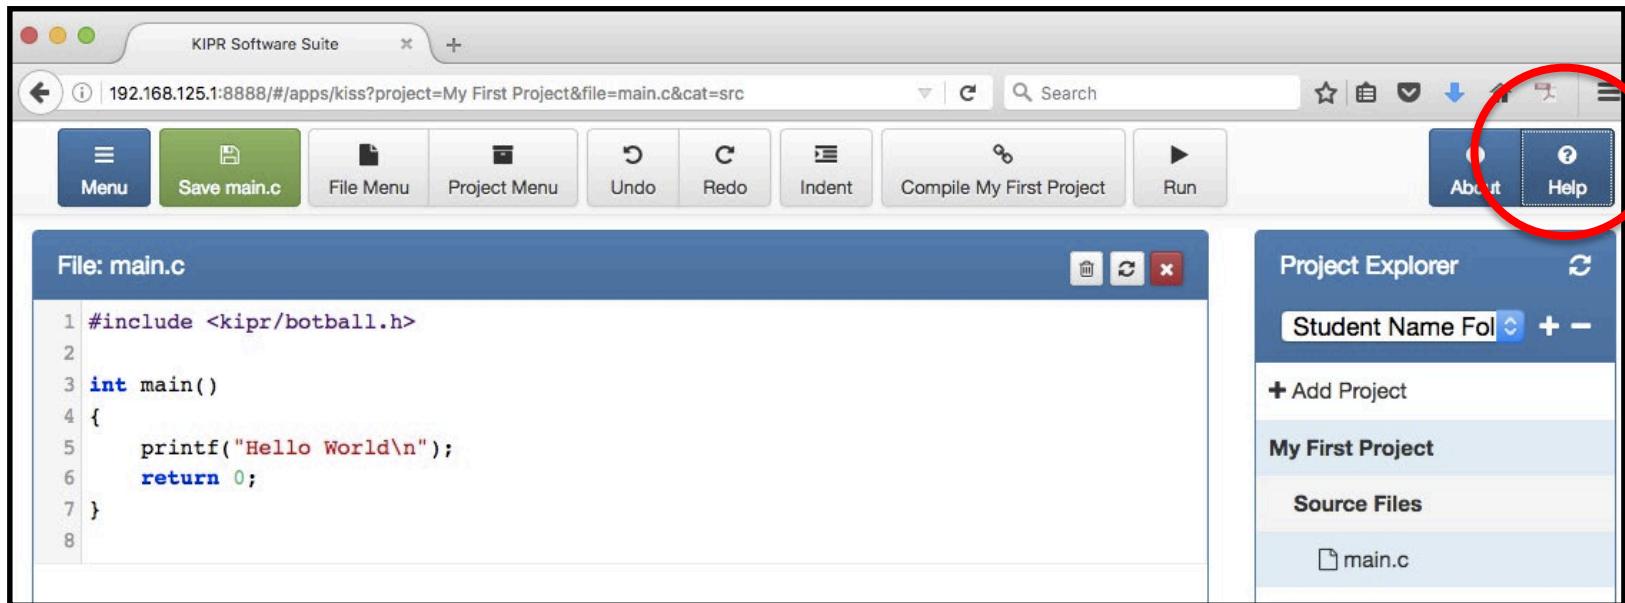 KIPR Software Suite
192.168.125.1:8888/#/apps/kiss?project=My First Project&file=main.c&cat=src
Search
Menu
Save main.c
File Menu
Project Menu
Undo
Redo
Indent
Compile My First Project
Run
About
Help
File: main.c
Project Explorer
Student Name Fol
1 #include <kipr/botball.h>
2
3 int main()
4 {
5 printf("Hello World\n");
6 return 0;
7 }
8
+ Add Project
My First Project
Source Files
main.c